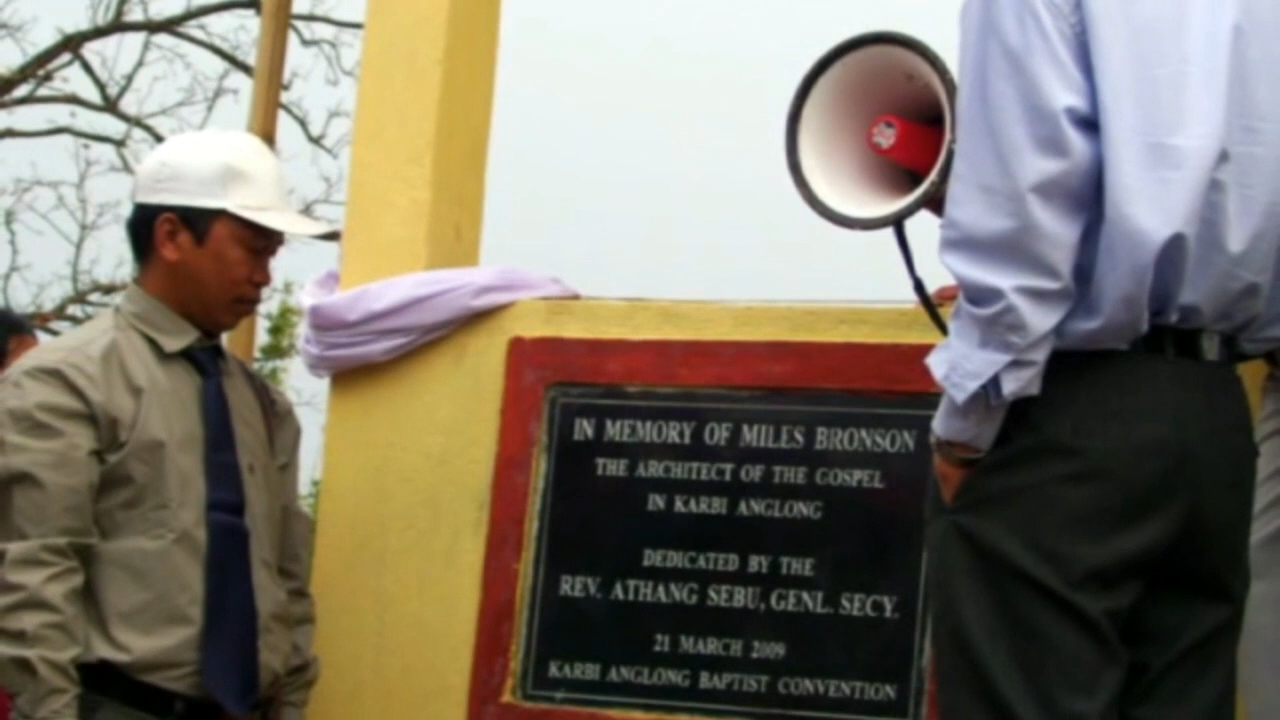 IN MEMORY OF MILES BRONSON
THE ARCHITECT OF THE GOSPEL
IN KARBI ANGLONG
DEDICATED BY THE
REV. ATHANG SEBU, GENL. SECY.
21 MARCH 2009
KARBI ANGLONG BAPTIST CONVENTION